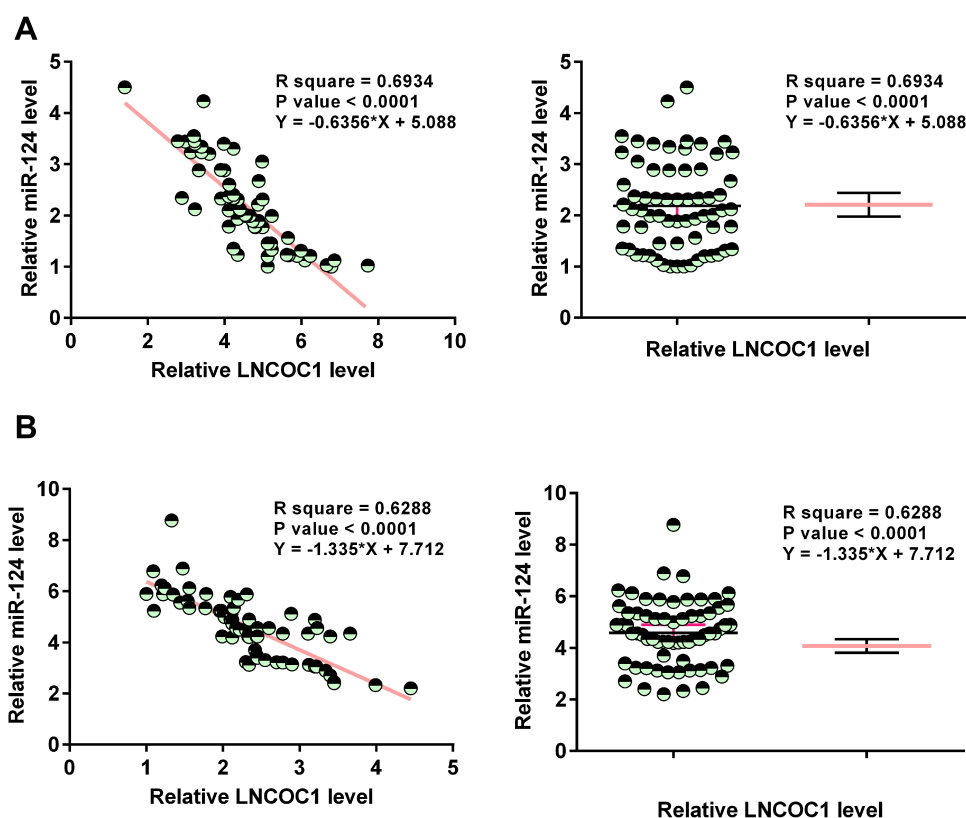 A
R square = 0.6934
P value < 0.0001
Y = -0.6356*X + 5.088
Relative miR-124 level
5
4
3
2
1
0
0 2 4 6 8 10
Relative LNCOC1 level
R square = 0.6934
P value < 0.0001
Y = -0.6356*X + 5.088
Relative miR-124 level
5
4
3
2
1
0
Relative LNCOC1 level
B
R square = 0.6288
P value < 0.0001
Y = -1.335*X + 7.712
Relative miR-124 level
10
8
6
4
2
0
0 1 2 3 4 5
Relative LNCOC1 level
R square = 0.6288
P value < 0.0001
Y = -1.335*X + 7.712
Relative miR-124 level
10
8
6
4
2
0
Relative LNCOC1 level